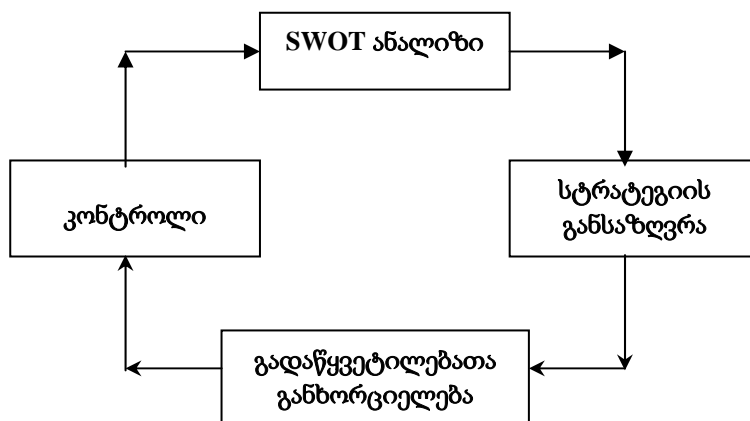 SWOT ანალიზი
სტრატეგიის
განსაზღვრა
კონტროლი
გადაწყვეტილებათა
განხორციელება